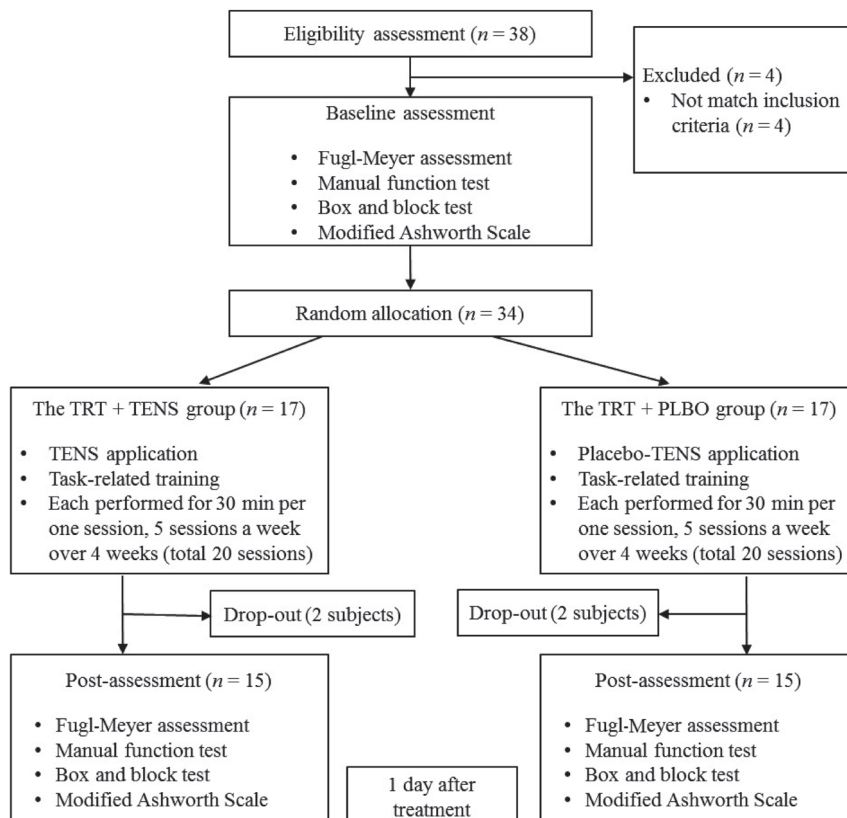 Eligibility assessment (n = 38)
Excluded (n = 4)
• Not match inclusion
criteria (n = 4)
Baseline assessment
• Fugl-Meyer assessment
• Manual function test
• Box and block test
• Modified Ashworth Scale
Random allocation (n = 34)
The TRT + TENS group (n = 17)
• TENS application
• Task-related training
• Each performed for 30 min per
one session, 5 sessions a week
over 4 weeks (total 20 sessions)
The TRT + PLBO group (n = 17)
• Placebo-TENS application
• Task-related training
• Each performed for 30 min per
one session, 5 sessions a week
over 4 weeks (total 20 sessions)
Drop-out (2 subjects)
Drop-out (2 subjects)
Post-assessment (n = 15)
• Fugl-Meyer assessment
• Manual function test
• Box and block test
• Modified Ashworth Scale
1 day after
treatment
Post-assessment (n = 15)
• Fugl-Meyer assessment
• Manual function test
• Box and block test
• Modified Ashworth Scale